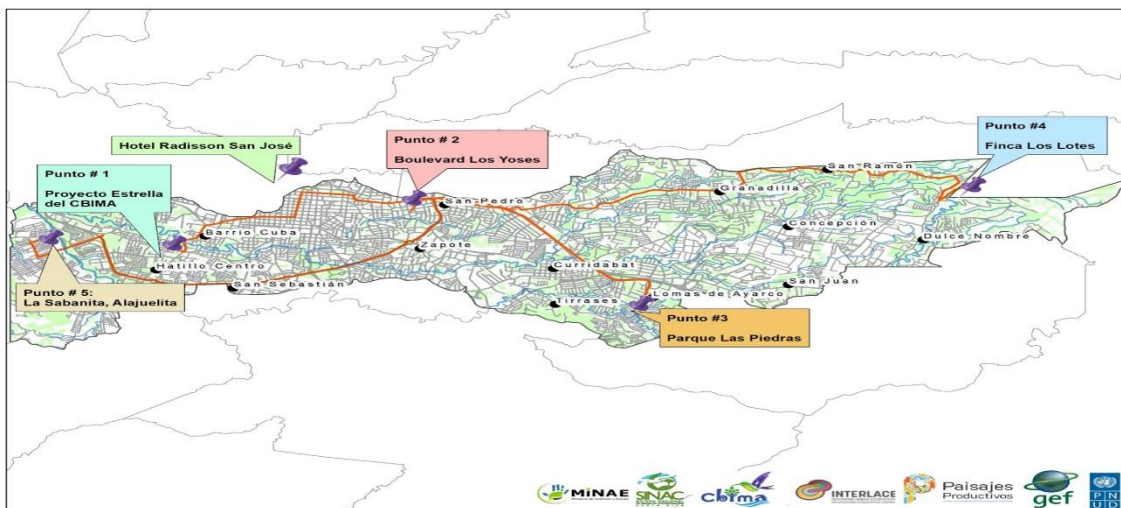 Hotel Radisson San José
Punto # 1
Proyecto Estrella
del CBIMA
Punto # 2
Boulevard Los Yoses
Punto #4
Finca Los Lotes
San Ramón
Granadilla
San Pedro
Concepción
Barrio Cuba
Zapote
Dulce Nombre
Hatillo Centro
Curridabat
San Sebastián
San Juan
Lomas de Ayarco
Tirrases
Punto # 5:
La Sabanita, Alajuelita
Punto #3
Parque Las Piedras
MiNAE
SINAC
cbima
INTERLACE
Paisajes
Productivos
gef
P N
U D